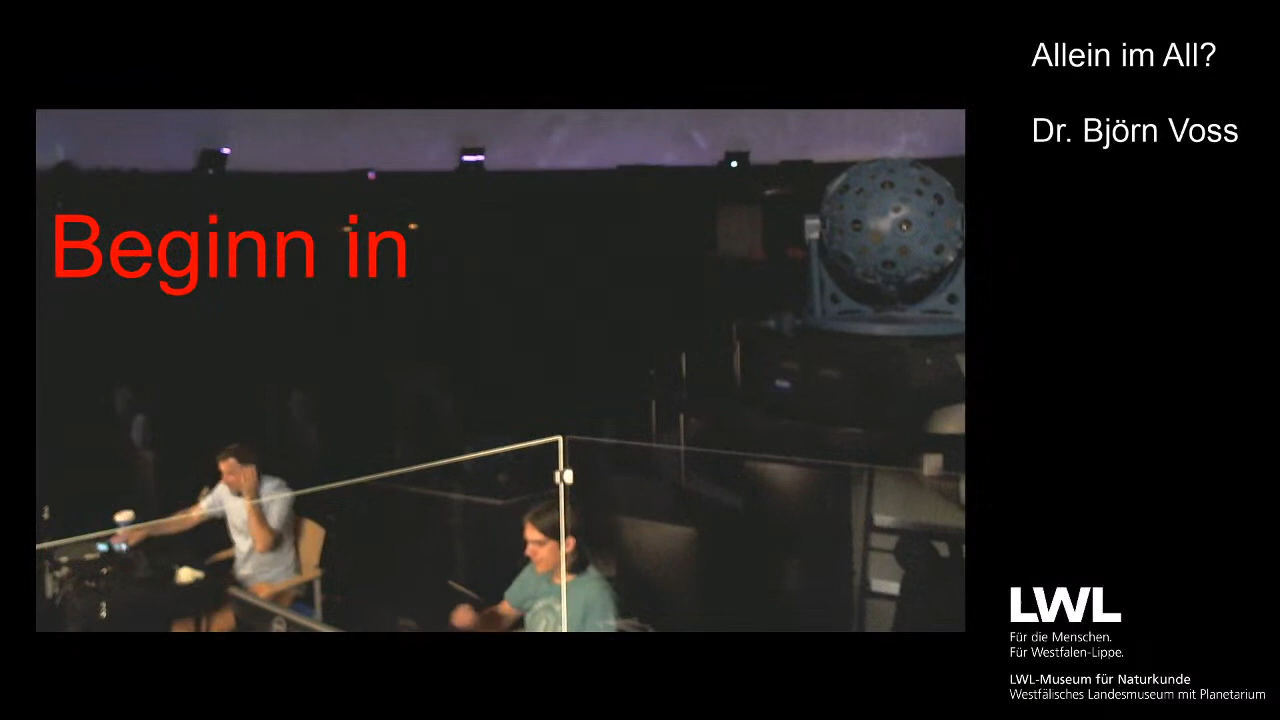 Allein im All?
Dr. Björn Voss
Beginn in
LWL
Für die Menschen.
Für Westfalen-Lippe.
LWL-Museum für Naturkunde
Westfälisches Landesmuseum mit Planetarium